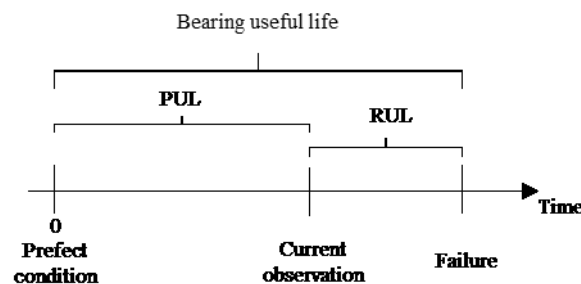 Bearing useful life
PUL
RUL
0
Time
Prefect
condition
Current
observation
Failure